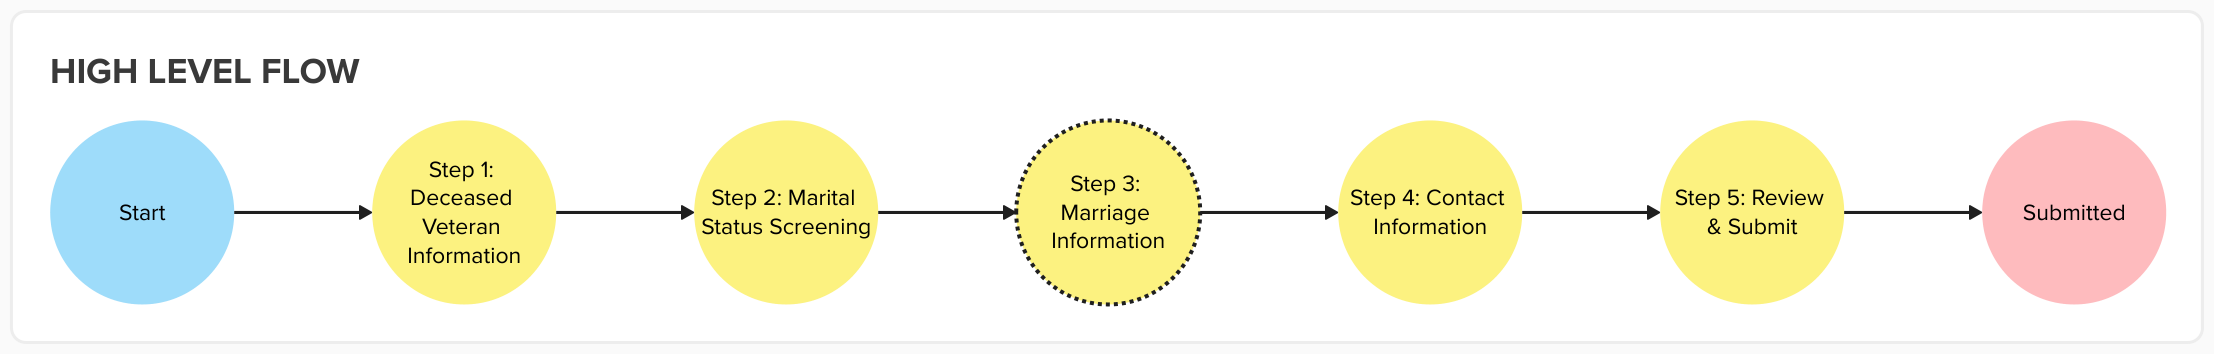 HIGH LEVEL FLOW
Start
Step 1:
Deceased
Veteran
Information
Step 2: Marital
Status Screening
Step 3:
Marriage
Information
Step 4: Contact
Information
Step 5: Review
& Submit
Submitted